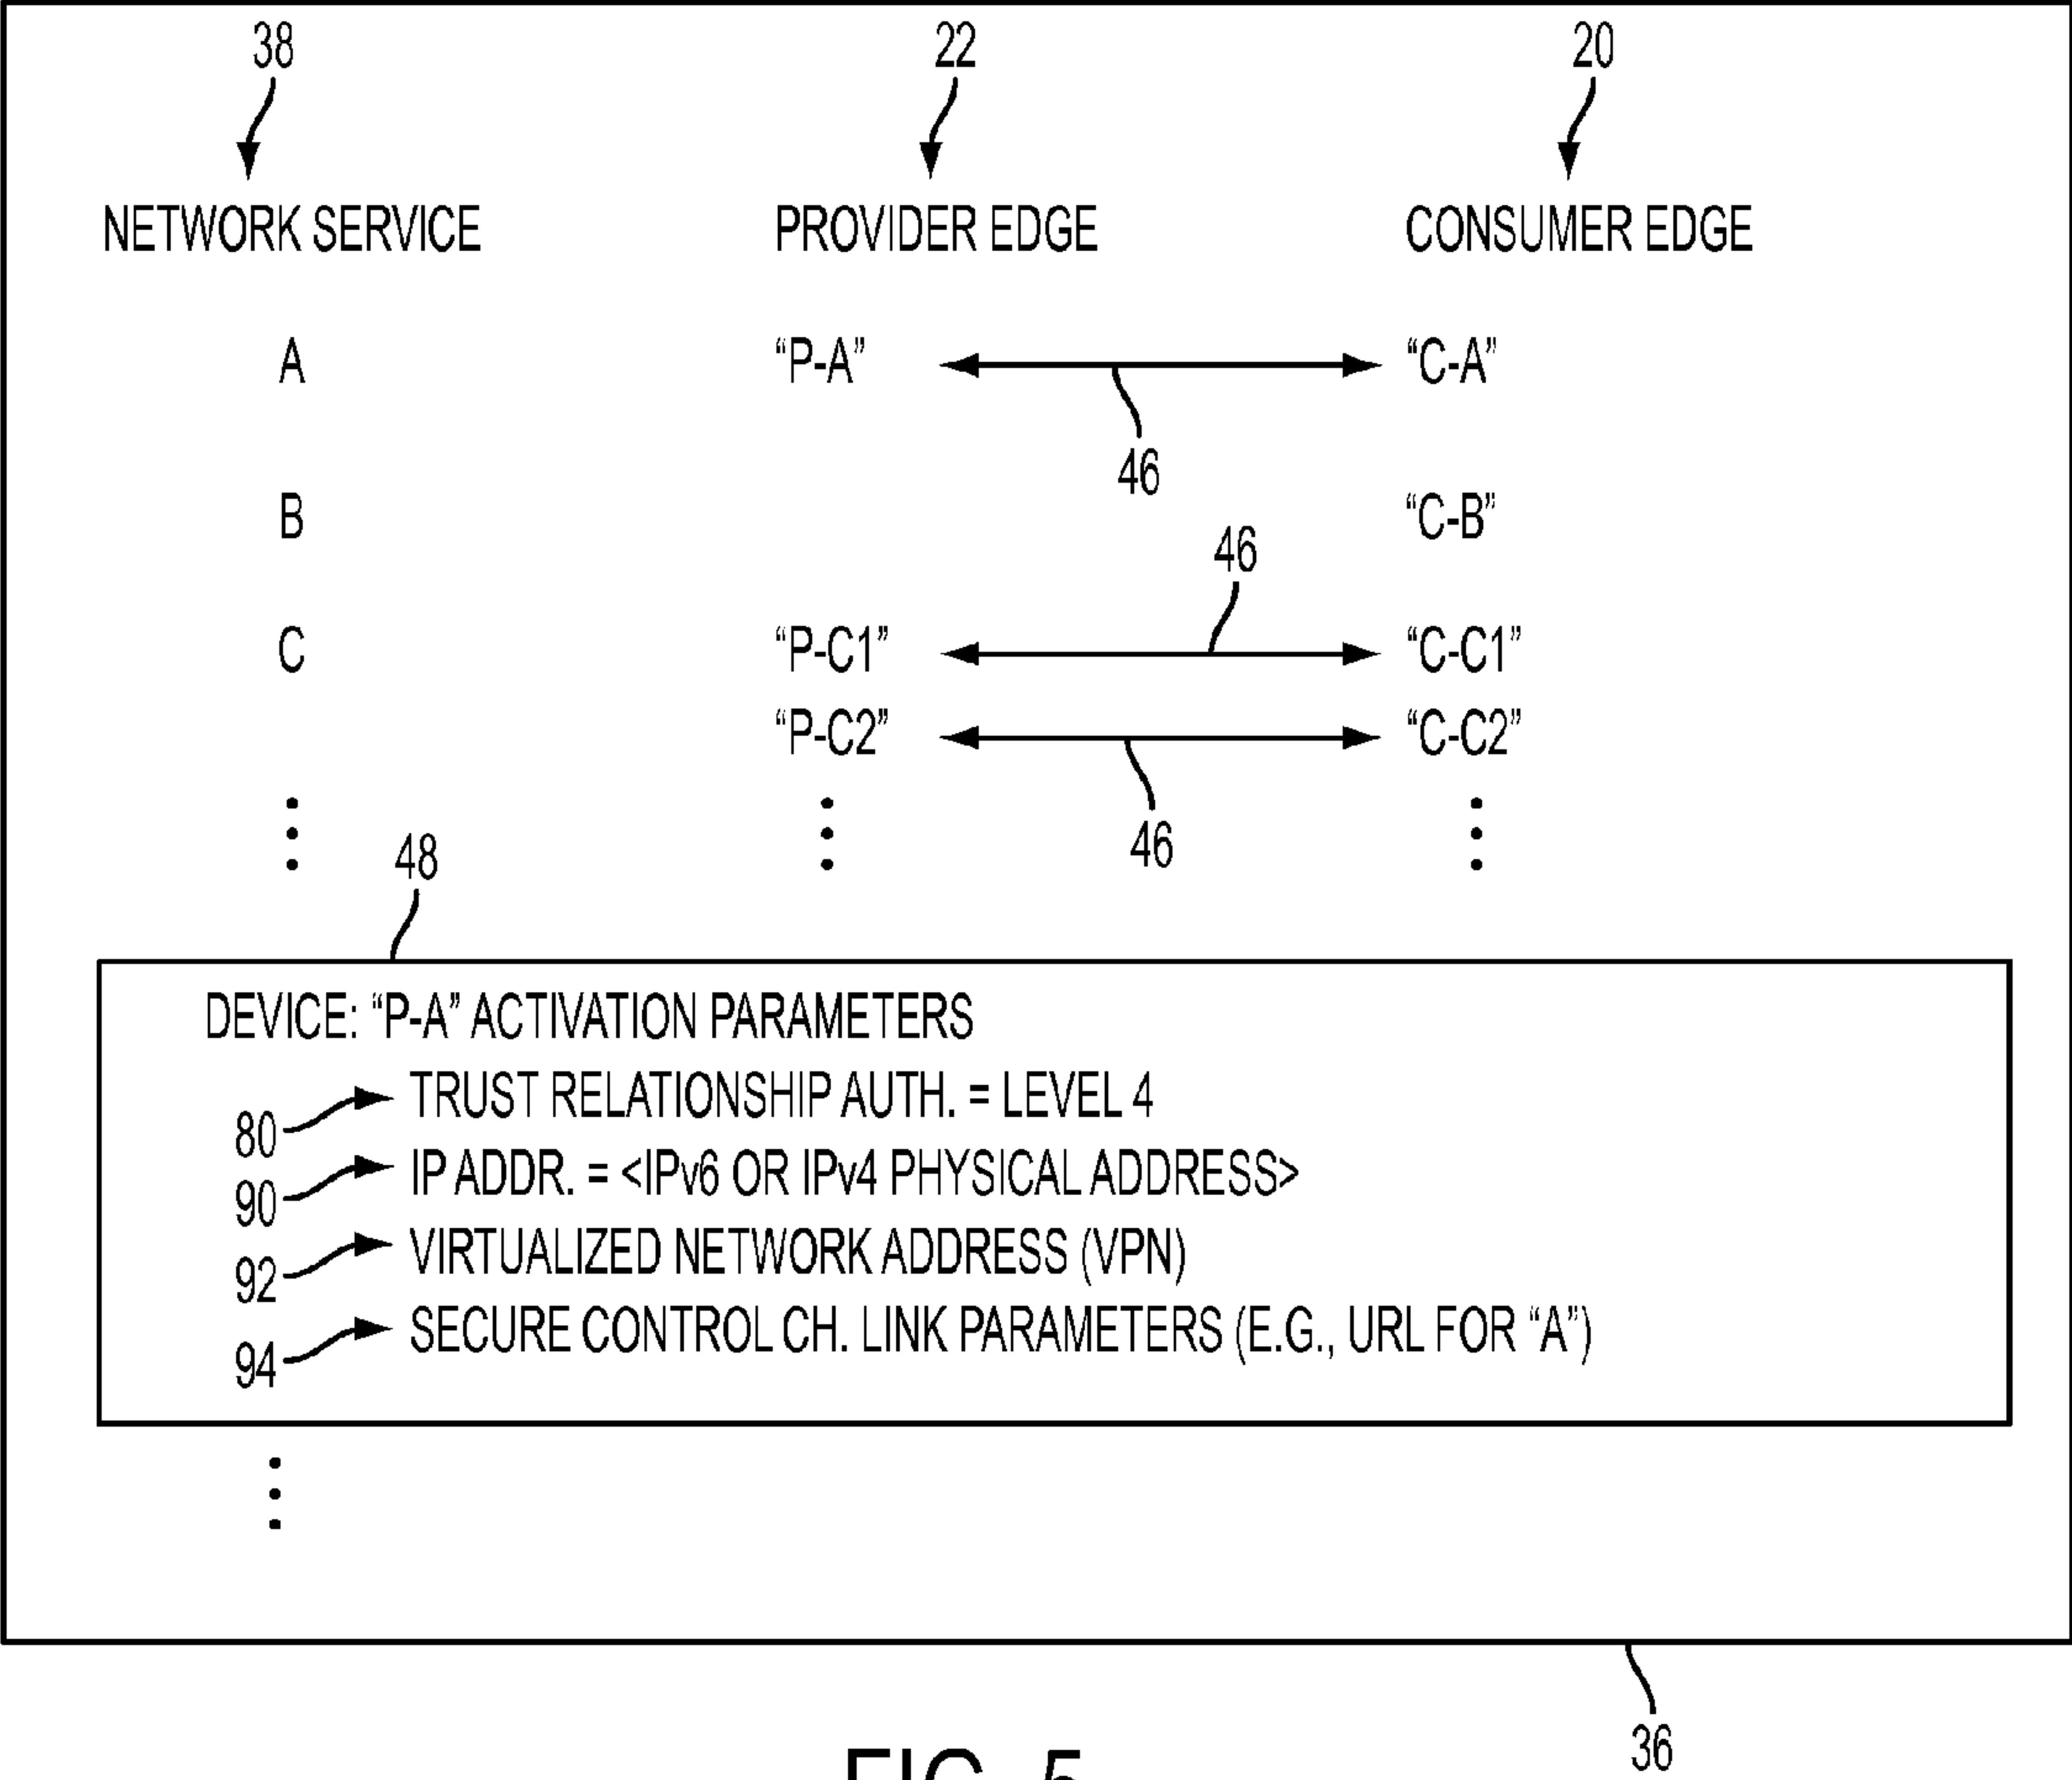 38 22 20
NETWORK SERVICE PROVIDER EDGE CONSUMER EDGE
A “P-A” “C-A”
46
B “C-B”
46
C “P-C1” “C-C1”
“P-C2” “C-C2”
46
48
DEVICE: “P-A” ACTIVATION PARAMETERS
80 TRUST RELATIONSHIP AUTH. = LEVEL 4
90 IP ADDR. = <IPv6 OR IPv4 PHYSICAL ADDRESS>
92 VIRTUALIZED NETWORK ADDRESS (VPN)
94 SECURE CONTROL CH. LINK PARAMETERS (E.G., URL FOR “A”)
36
FIG. 5